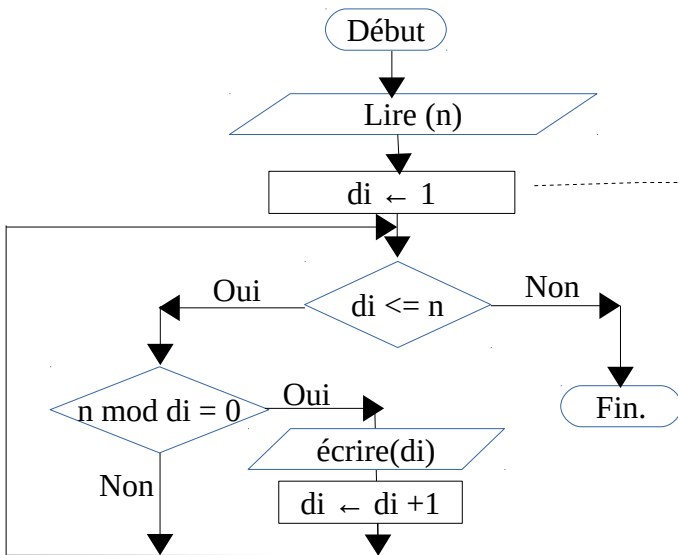 Début
Lire (n)
di ← 1
Oui
di <= n
Non
n mod di = 0
Oui
Fin.
écrire(di)
Non
di ← di +1